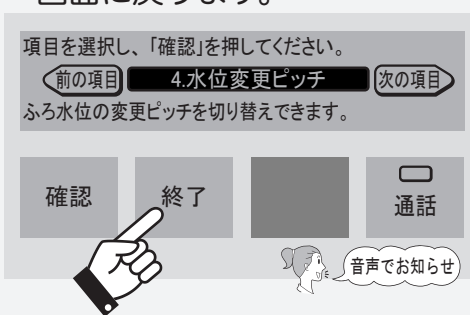 画面に戻ります。
項目を選択し、「確認」を押してください。
前の項目 4.水位変更ピッチ 次の項目
ふろ水位の変更ピッチを切り替えできます。
確認 終了 通話
音声でお知らせ